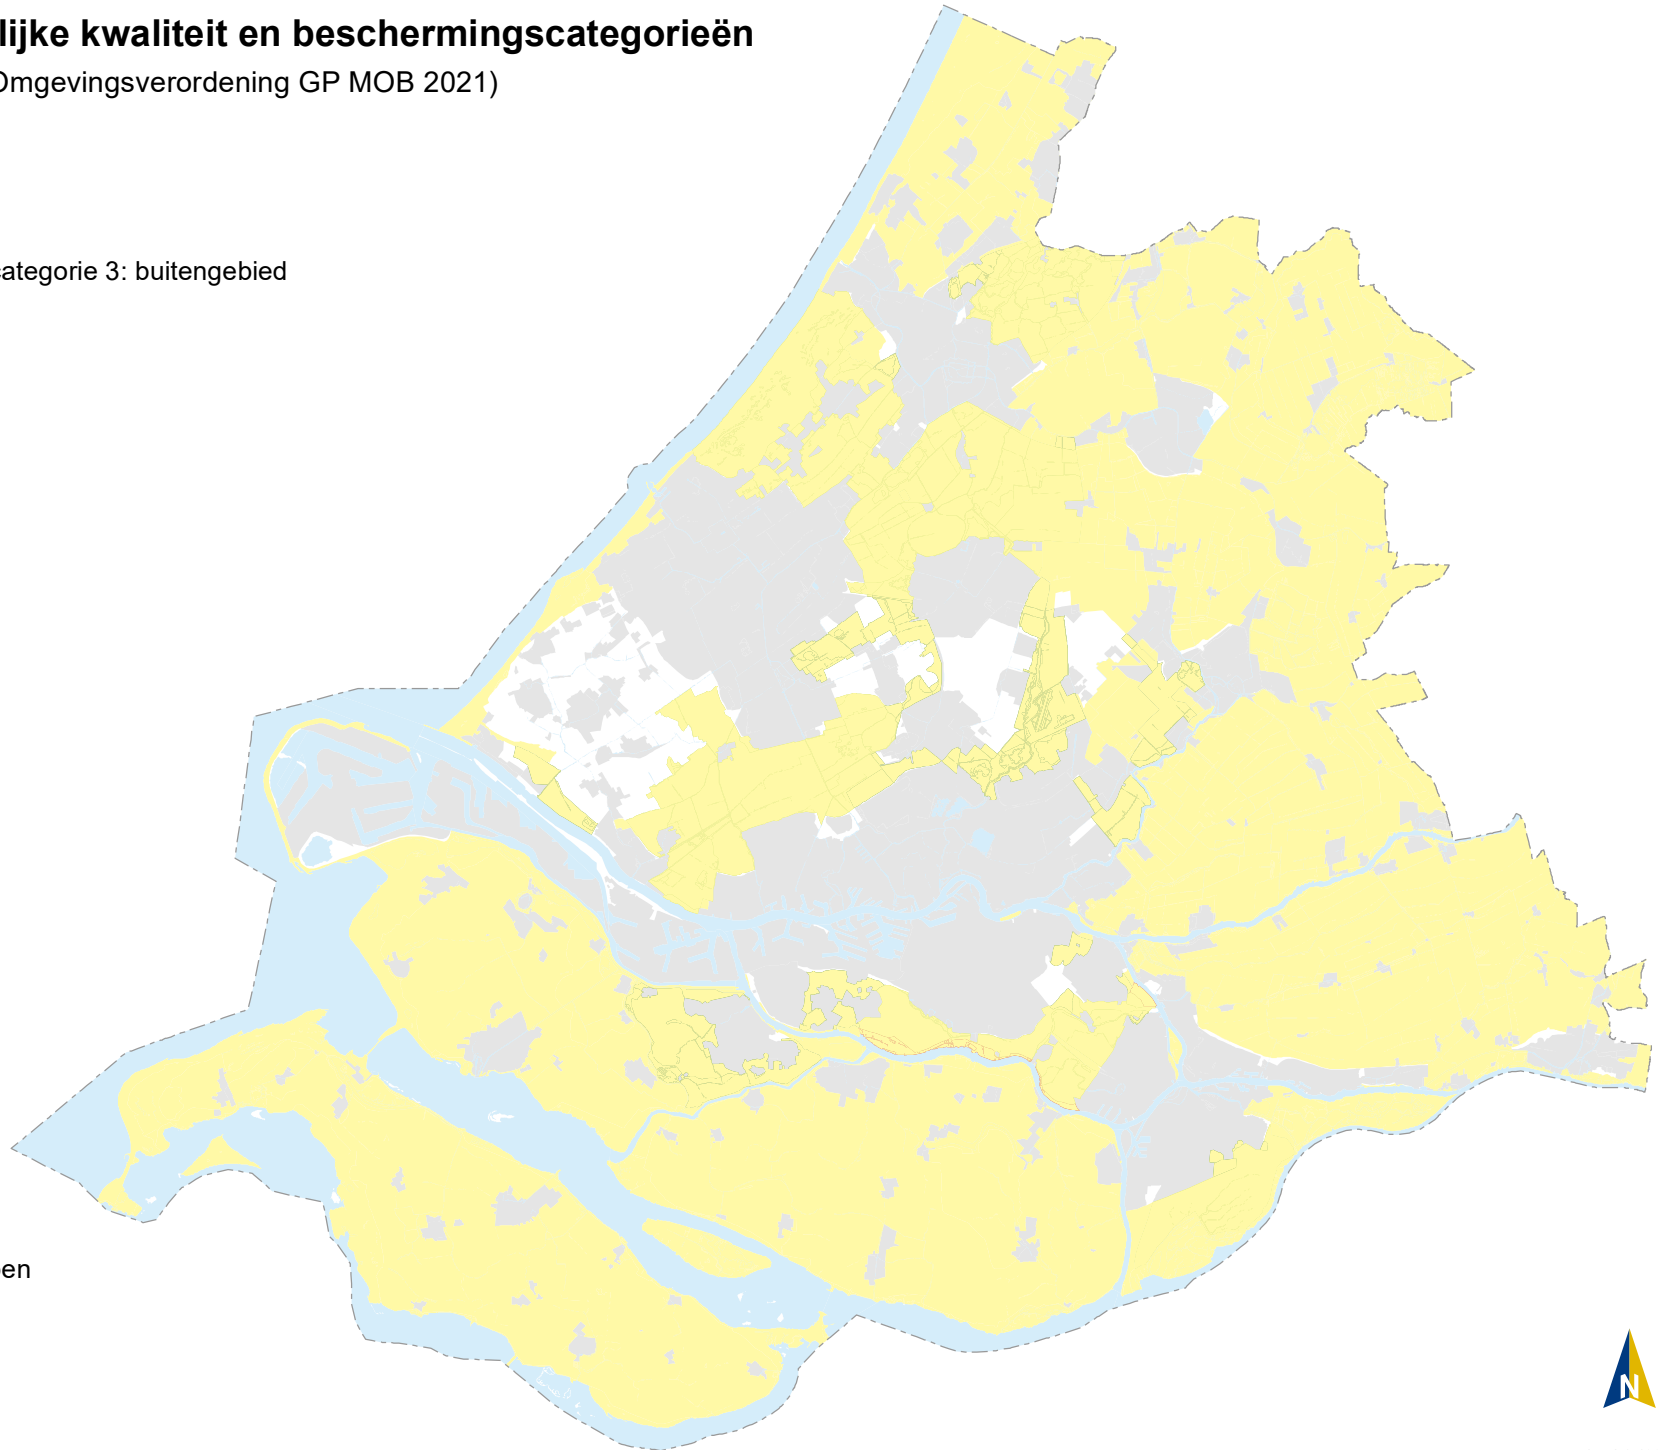 lijke kwaliteit en beschermingscategorieën
Omgevingsverordening GP MOB 2021)
categorie 3: buitengebied
en
N